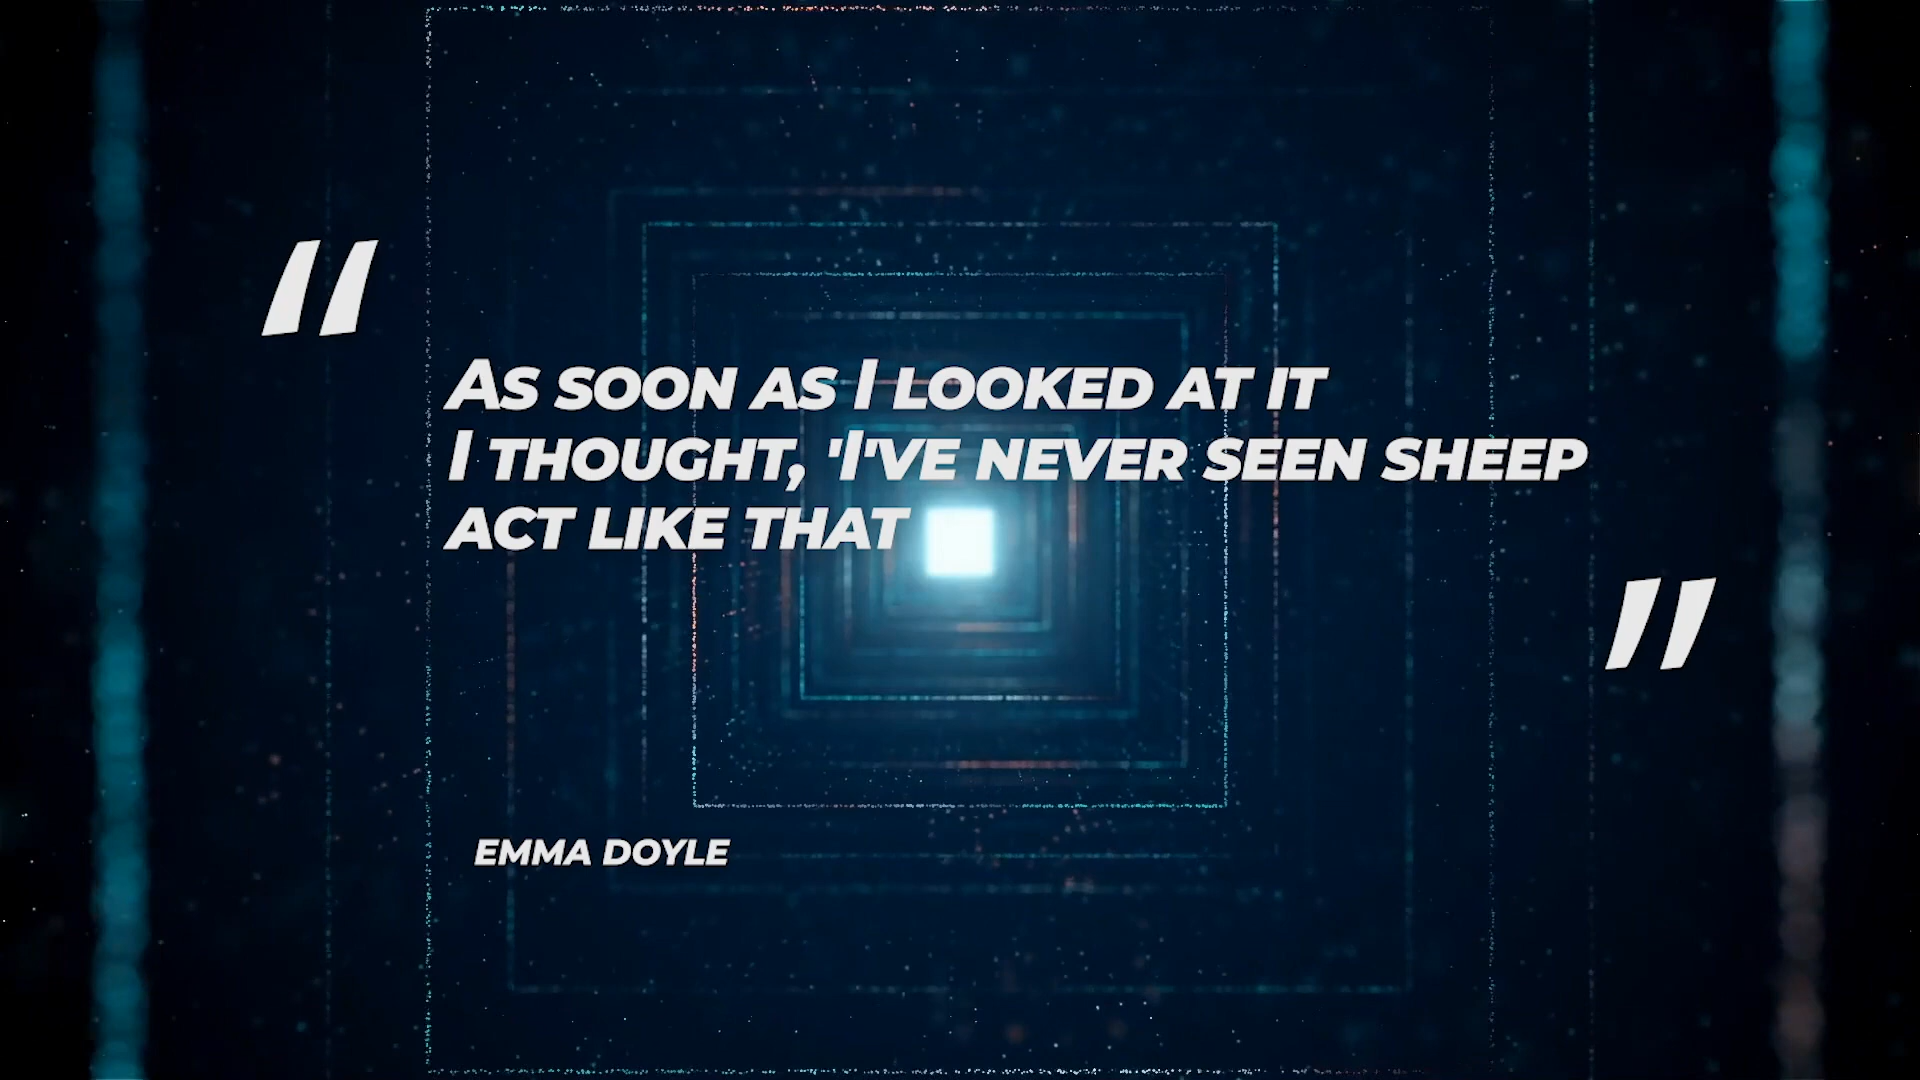 “
As soon as I looked at it
I thought, 'I've never seen sheep
act like that
”
EMMA DOYLE